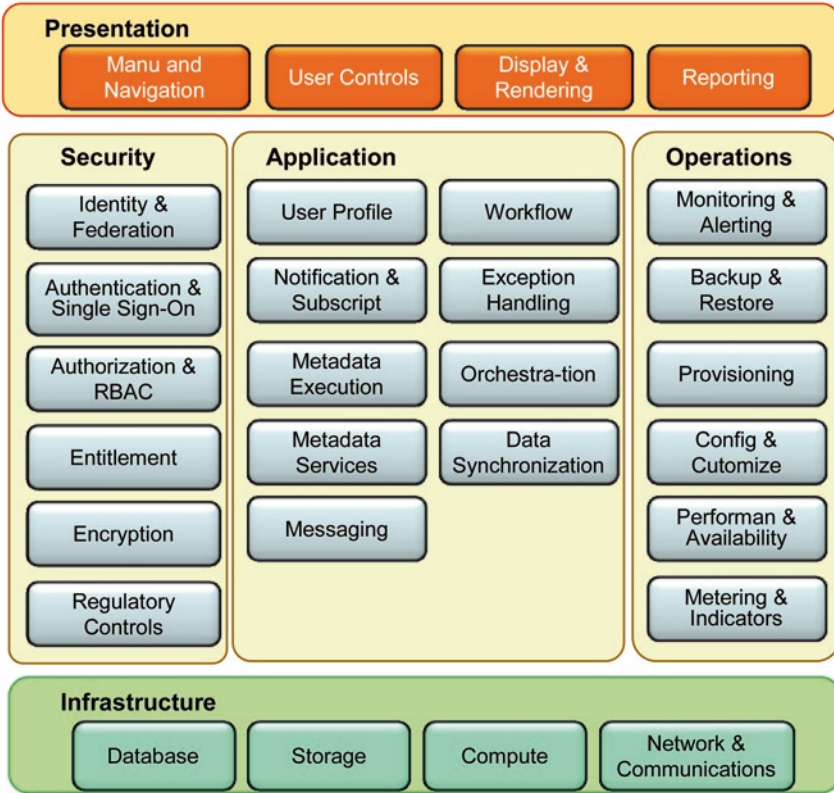 Presentation
Manu and
Navigation
User Controls
Display &
Rendering
Reporting
Security
Identity &
Federation
Authentication &
Single Sign-On
Authorization &
RBAC
Entitlement
Encryption
Regulatory
Controls
Application
User Profile
Workflow
Notification &
Subscript
Exception
Handling
Metadada
Execution
Orchestra-tion
Metadada
Services
Data
Synchronization
Messaging
Operations
Monitoring &
Alerting
Backup &
Restore
Provisioning
Config &
Cutomize
Performan &
Availability
Metering &
Indicators
Infrastructure
Database
Storage
Compute
Network &
Communications